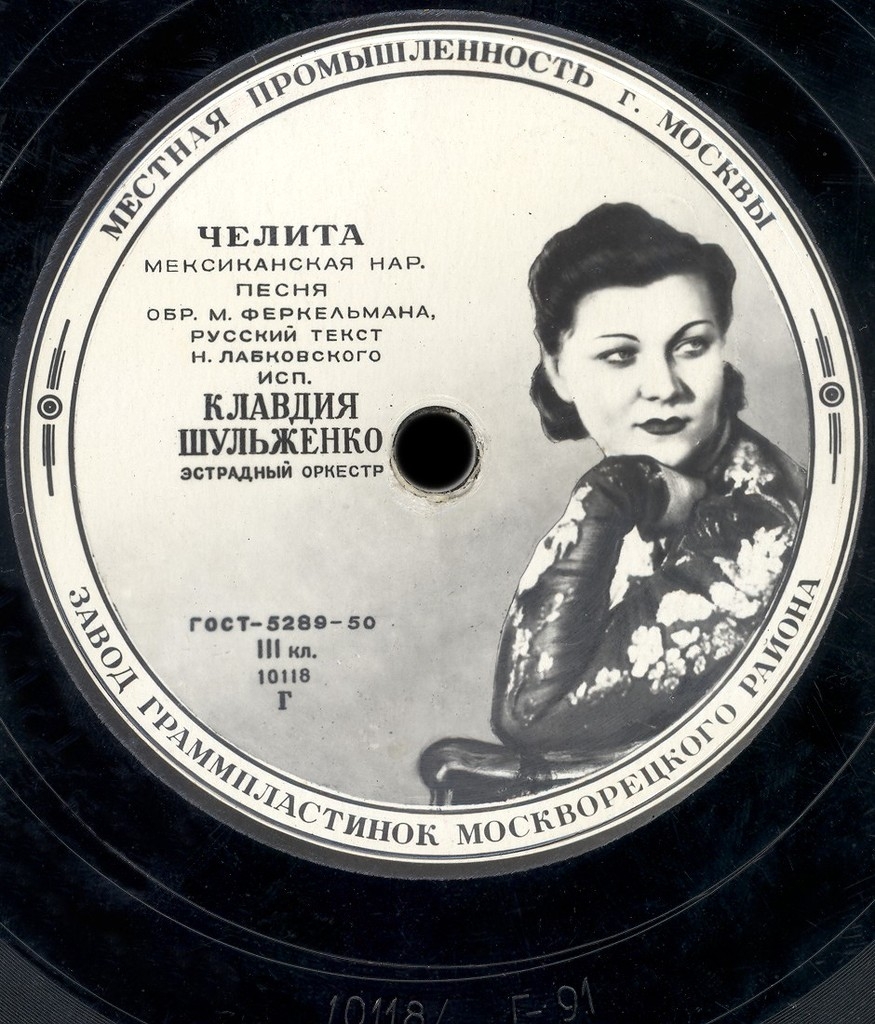 МЕСТНАЯ ПРОМЫШЛЕННОСТЬ г. МОСКВЫ
ЧЕЛИТА
МЕКСИКАНСКАЯ НАР.
ПЕСНЯ
ОБР. М. ФЕРКЕЛЬМАНА,
РУССКИЙ ТЕКСТ
Н. ЛАБКОВСКОГО
ИСП.
КЛАВДИЯ
ШУЛЬЖЕНКО
ЭСТРАДНЫЙ ОРКЕСТР
ГОСТ-5289-50
III кл.
10118
Г
ЗАВОД ГРАММПЛАСТИНОК МОСКВОРЕЦКОГО РАЙОНА
10118/ Г-91